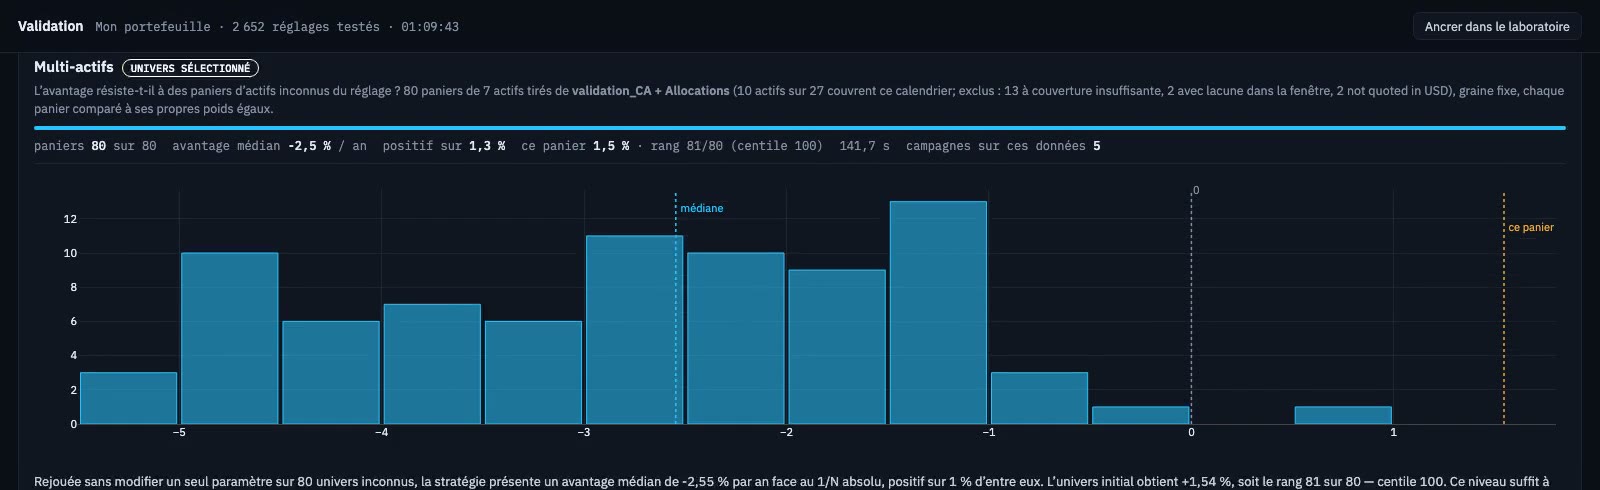 Validation Mon portefeuille · 2 652 réglages testés · 01:09:43 Ancrer dans le laboratoire
Multi-actifs UNIVERS SÉLECTIONNÉ
L’avantage résiste-t-il à des paniers d’actifs inconnus du réglage ? 80 paniers de 7 actifs tirés de validation_CA + Allocations (10 actifs sur 27 couvrent ce calendrier; exclus : 13 à couverture insuffisante, 2 avec lacune dans la fenêtre, 2 not quoted in USD), graine fixe, chaque
panier comparé à ses propres poids égaux.
paniers 80 sur 80 avantage médian -2,5 % / an positif sur 1,3 % ce panier 1,5 % · rang 81/80 (centile 100) 141,7 s campagnes sur ces données 5
0
médiane
12
ce panier
10
8
6
4
2
0
−5 −4 −3 −2 −1 0 1
Rejouée sans modifier un seul paramètre sur 80 univers inconnus, la stratégie présente un avantage médian de -2,55 % par an face au 1/N absolu, positif sur 1 % d’entre eux. L’univers initial obtient +1,54 %, soit le rang 81 sur 80 — centile 100. Ce niveau suffit à